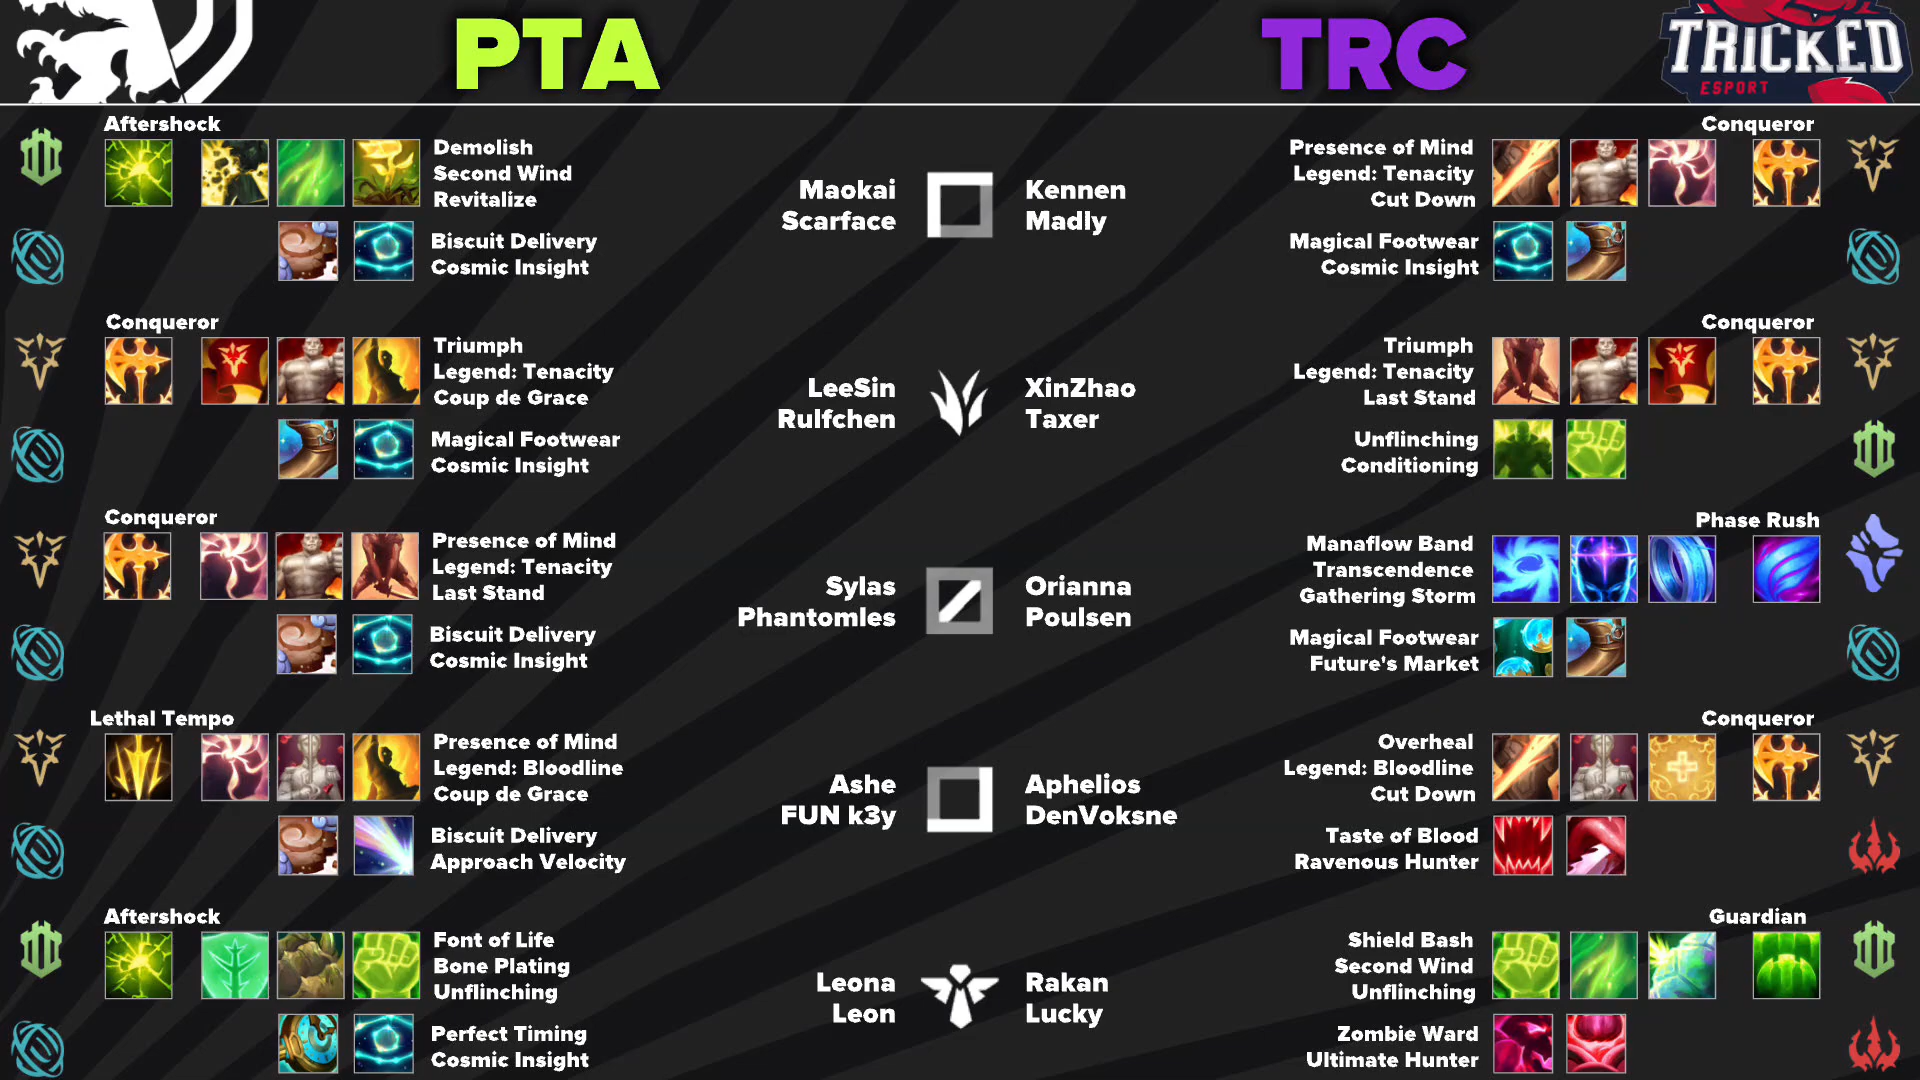 PTA
TRC
TRICKED
ESPORT
Aftershock
Demolish
Second Wind
Revitalize
Biscuit Delivery
Cosmic Insight
Maokai
Scarface
Kennen
Madly
Conqueror
Presence of Mind
Legend: Tenacity
Cut Down
Magical Footwear
Cosmic Insight
Conqueror
Triumph
Legend: Tenacity
Coup de Grace
Magical Footwear
Cosmic Insight
LeeSin
Rulfchen
XinZhao
Taxer
Conqueror
Triumph
Legend: Tenacity
Last Stand
Unflinching
Conditioning
Conqueror
Presence of Mind
Legend: Tenacity
Last Stand
Biscuit Delivery
Cosmic Insight
Sylas
Phantomles
Orianna
Poulsen
Phase Rush
Manaflow Band
Transcendence
Gathering Storm
Magical Footwear
Future's Market
Lethal Tempo
Presence of Mind
Legend: Bloodline
Coup de Grace
Biscuit Delivery
Approach Velocity
Ashe
FUN k3y
Aphelios
DenVoksne
Conqueror
Overheal
Legend: Bloodline
Cut Down
Taste of Blood
Ravenous Hunter
Aftershock
Font of Life
Bone Plating
Unflinching
Perfect Timing
Cosmic Insight
Leona
Leon
Rakan
Lucky
Guardian
Shield Bash
Second Wind
Unflinching
Zombie Ward
Ultimate Hunter